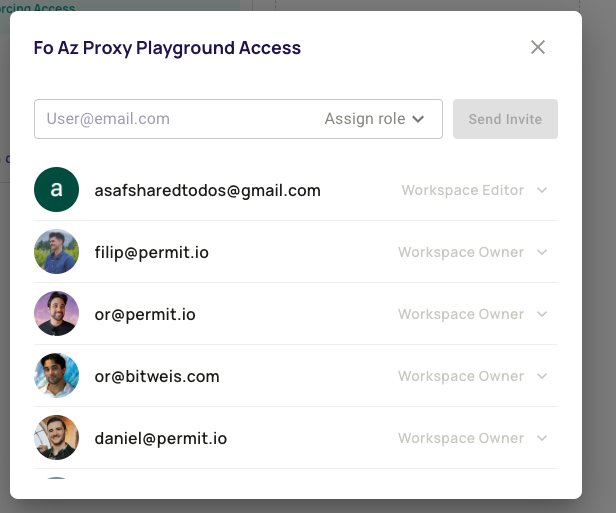 rcing Access
Fo Az Proxy Playground Access
User@email.com Assign role Send Invite
a asafsharedtodos@gmail.com Workspace Editor
filip@permit.io Workspace Owner
or@permit.io Workspace Owner
or@bitweis.com Workspace Owner
daniel@permit.io Workspace Owner